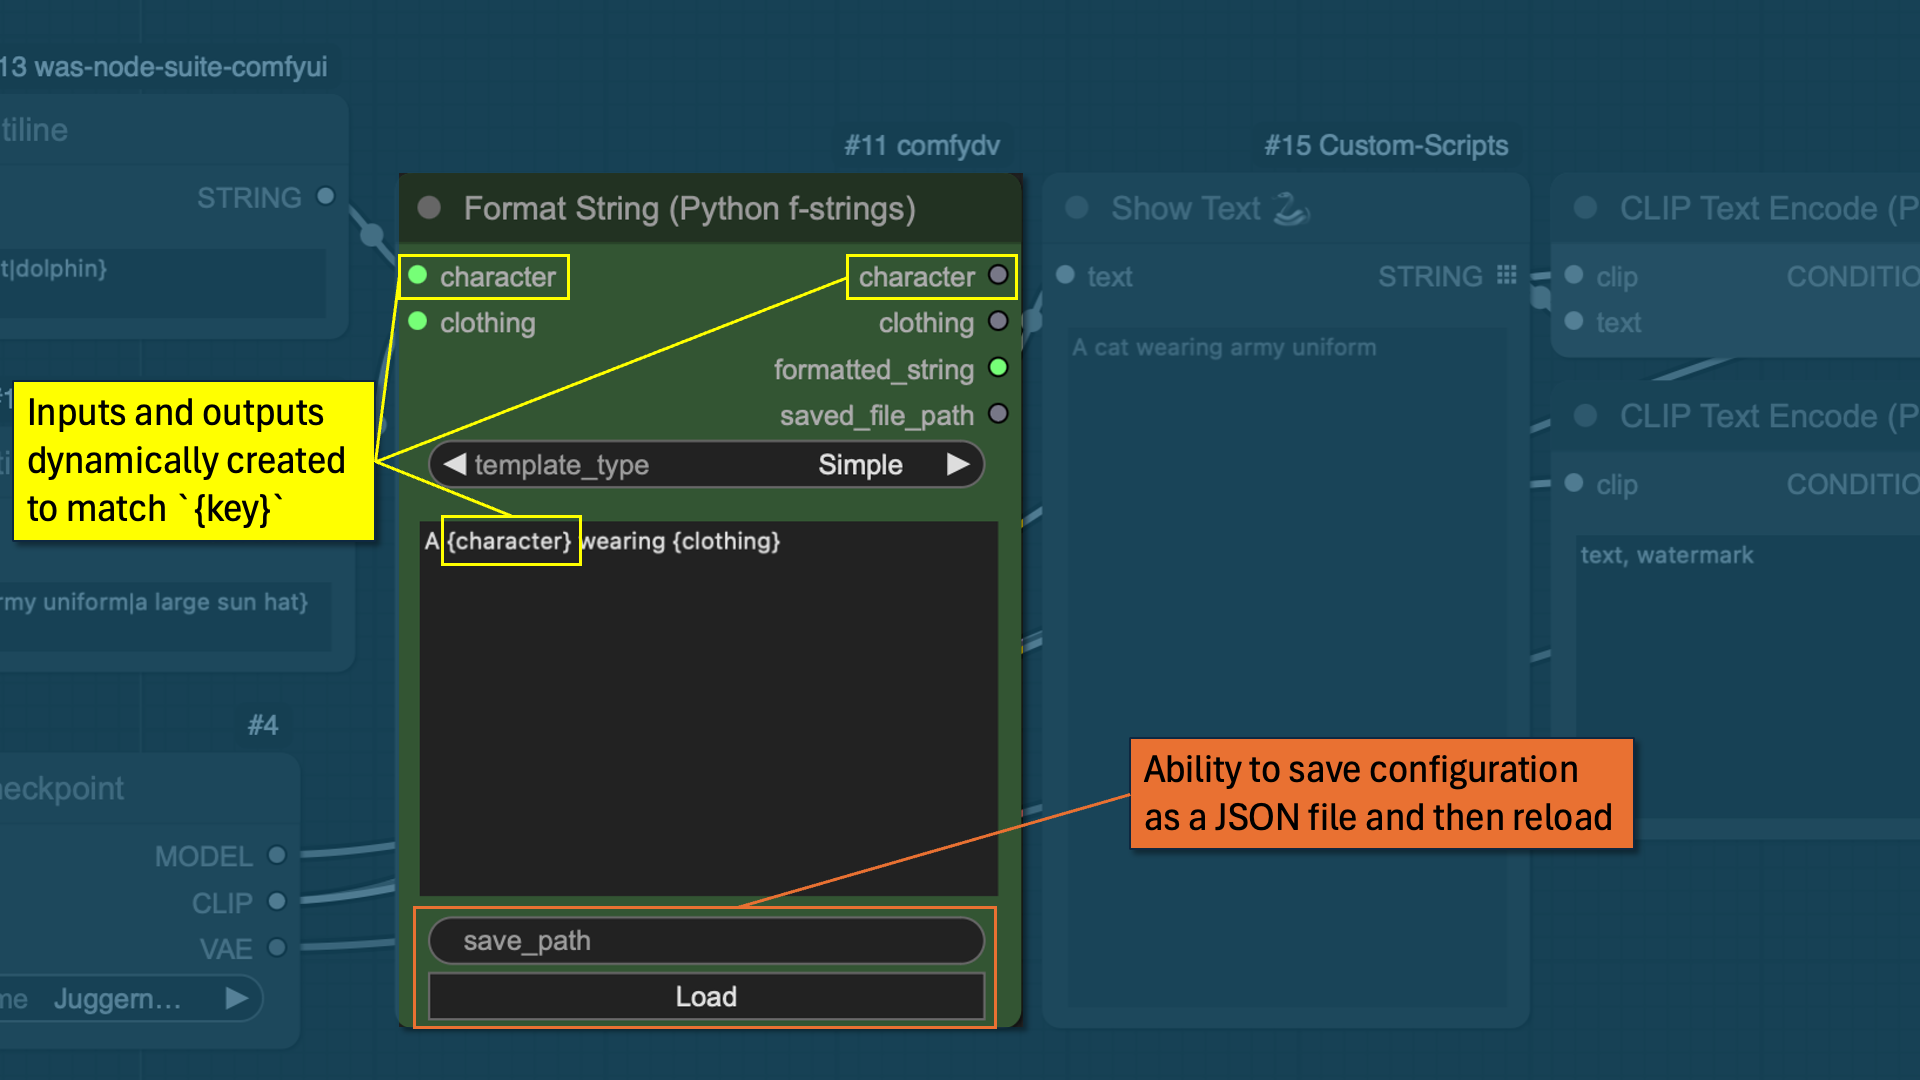 13 was-node-suite-comfyui
tiline
STRING
t|dolphin}
rmy uniform|a large sun hat}
#4
eckpoint
MODEL
CLIP
VAE
me Juggern...
Inputs and outputs
dynamically created
to match `{key}`
#11 comfydv
Format String (Python f-strings)
character character
clothing clothing
formatted_string
saved_file_path
template_type Simple
A {character} wearing {clothing}
save_path
Load
#15 Custom-Scripts
Show Text
text STRING
A cat wearing army uniform
Ability to save configuration
as a JSON file and then reload
CLIP Text Encode (P
clip CONDITIO
text
CLIP Text Encode (P
clip CONDITIO
text, watermark